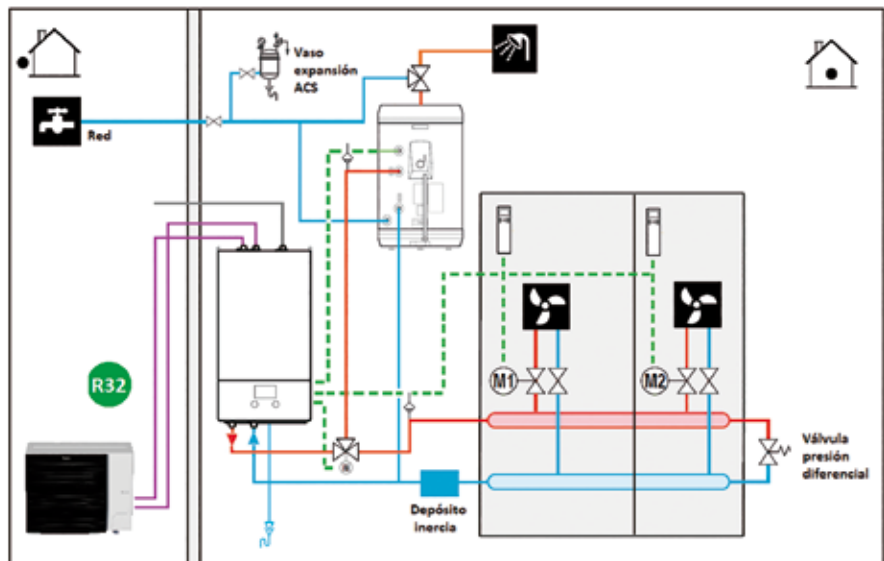 Vaso
expansión
ACS
Red
R32
M1
M2
Válvula
presión
diferencial
Depósito
inercia